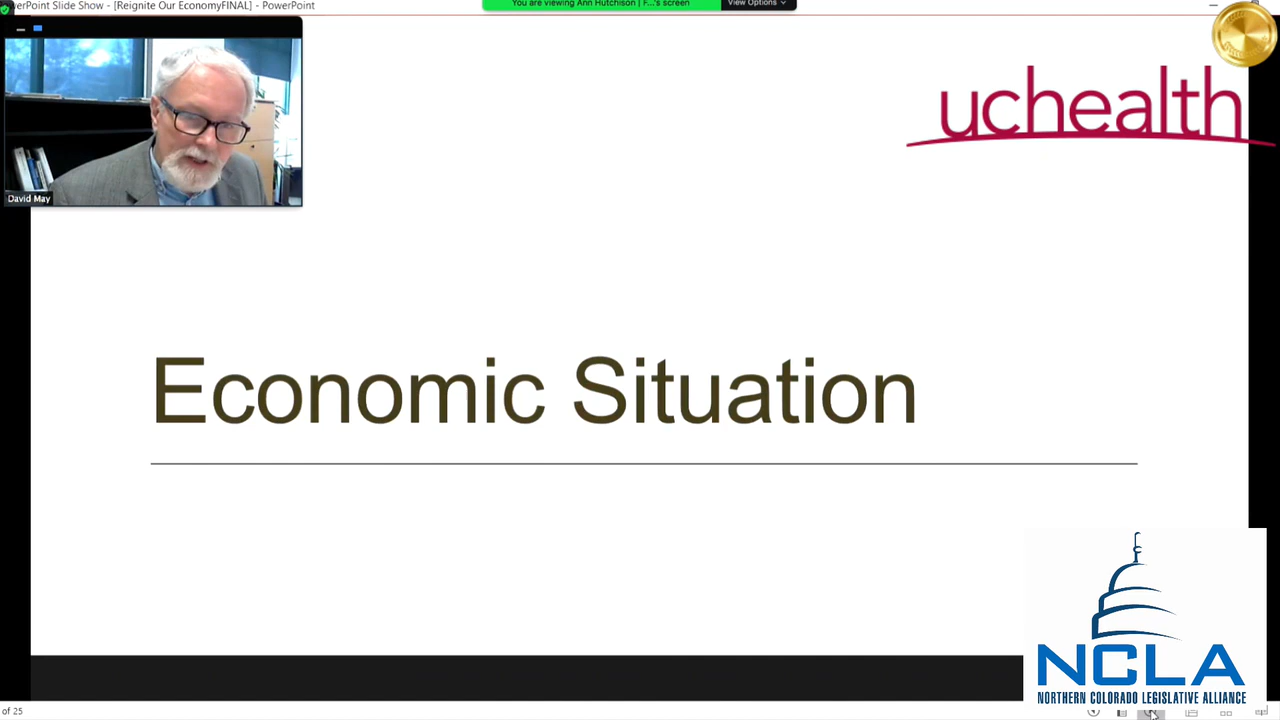 werPoint Slide Show - [Reignite Our EconomyFINAL] - PowerPoint
You are viewing Ann Hutchison | F...'s screen
View Options
David May
uchealth
Economic Situation
NCLA
NORTHERN COLORADO LEGISLATIVE ALLIANCE
of 25